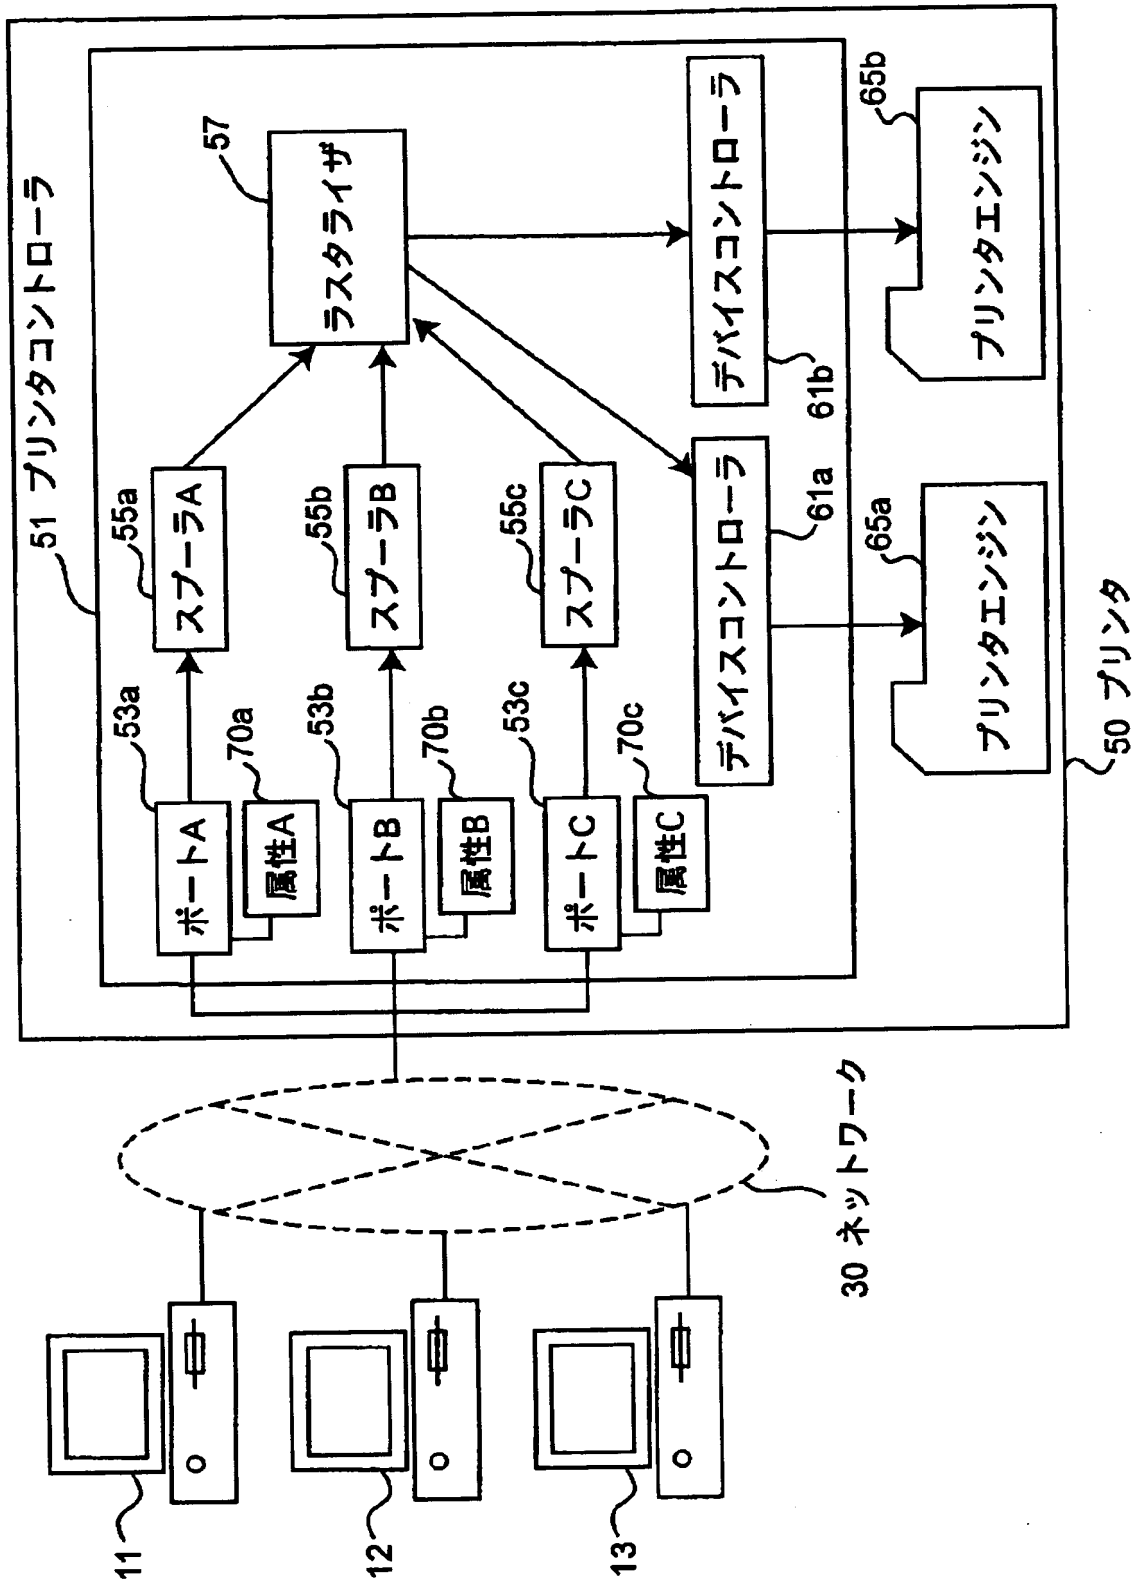 51 プリンタコントローラ
57
ラスタライザ
55a
スプーラA
55b
スプーラB
55c
スプーラC
53a
ポートA
70a
属性A
53b
ポートB
70b
属性B
53c
ポートC
70c
属性C
デバイスコントローラ
61b
デバイスコントローラ
61a
65b
プリンタエンジン
65a
プリンタエンジン
50 プリンタ
30 ネットワーク
11
12
13